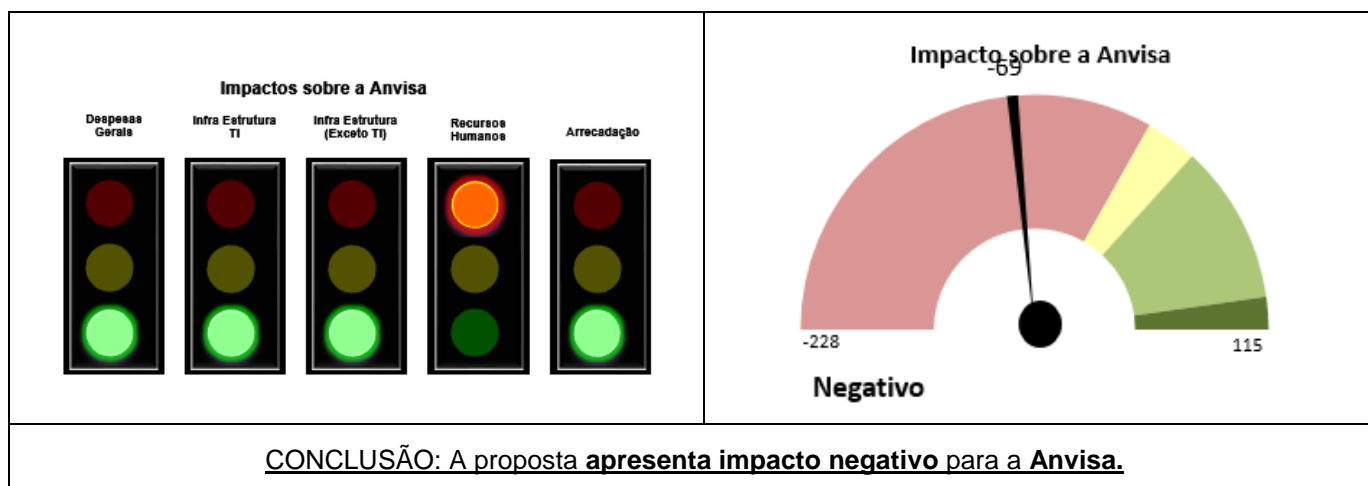 Impactos sobre a Anvisa
Despesas
Gerais
Infra Estrutura
TI
Infra Estrutura
(Exceto TI)
Recursos
Humanos
Arrecadação
Impacto sobre a Anvisa
-69
-228
115
Negativo
CONCLUSÃO: A proposta apresenta impacto negativo para a Anvisa.